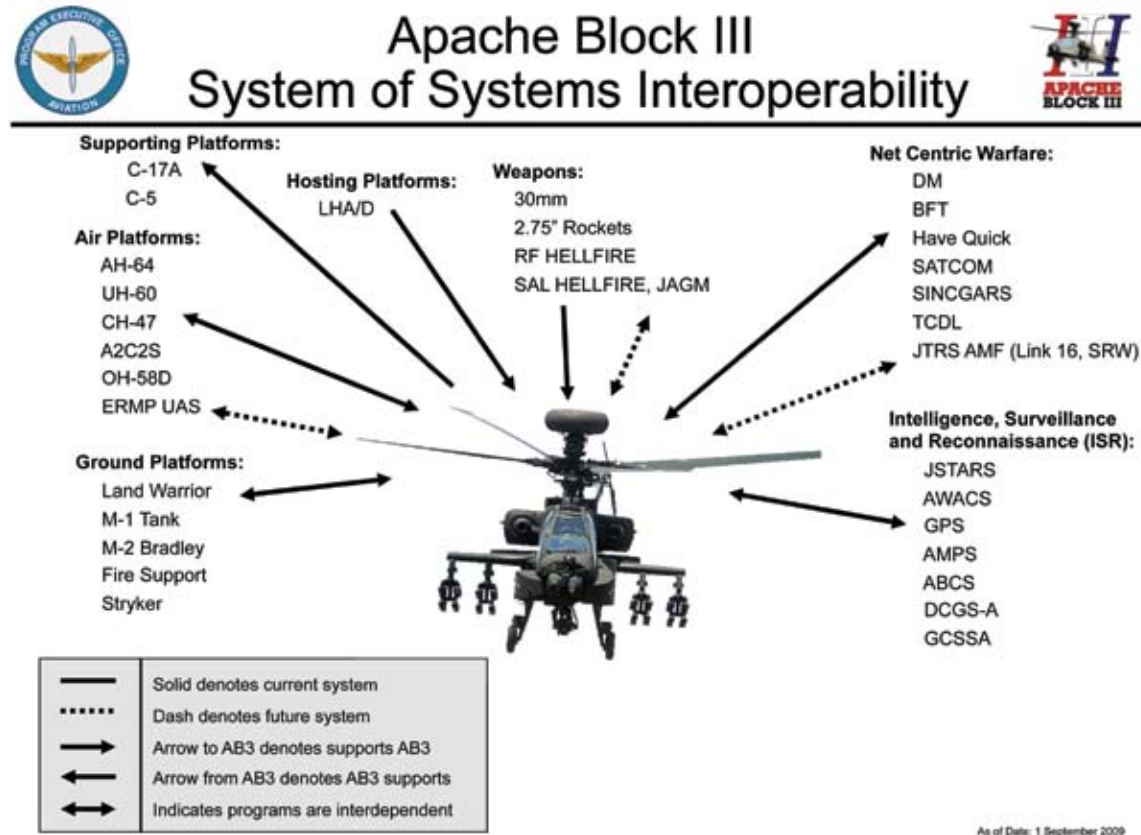 PROGRAM EXECUTIVE OFFICE
AVIATION
Apache Block III
System of Systems Interoperability
III
APACHE
BLOCK III
Supporting Platforms:
C-17A
C-5
Hosting Platforms:
LHA/D
Weapons:
30mm
2.75” Rockets
RF HELLFIRE
SAL HELLFIRE, JAGM
Air Platforms:
AH-64
UH-60
CH-47
A2C2S
OH-58D
ERMP UAS
Ground Platforms:
Land Warrior
M-1 Tank
M-2 Bradley
Fire Support
Stryker
Net Centric Warfare:
DM
BFT
Have Quick
SATCOM
SINCGARS
TCDL
JTRS AMF (Link 16, SRW)
Intelligence, Surveillance
and Reconnaissance (ISR):
JSTARS
AWACS
GPS
AMPS
ABCS
DCGS-A
GCSSA
Solid denotes current system
Dash denotes future system
Arrow to AB3 denotes supports AB3
Arrow from AB3 denotes AB3 supports
Indicates programs are interdependent
As of Date: 1 September 2009